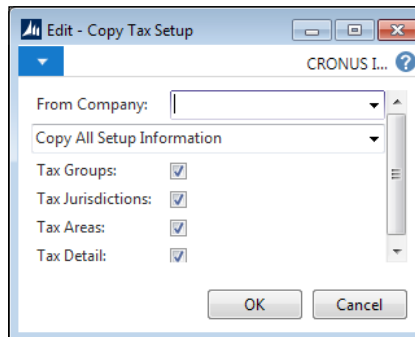 Edit - Copy Tax Setup
CRONUS I...
From Company:
Copy All Setup Information
Tax Groups:
Tax Jurisdictions:
Tax Areas:
Tax Detail:
OK Cancel